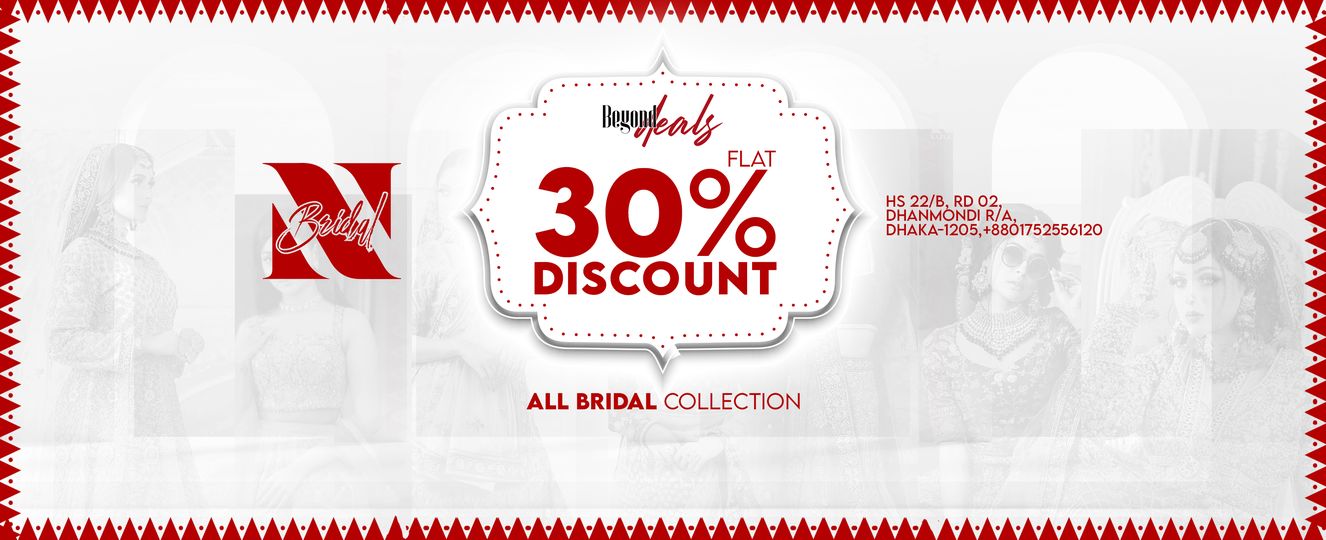 N
Bridal
Beyond deals
FLAT
30%
DISCOUNT
HS 22/B, RD 02,
DHANMONDI R/A,
DHAKA-1205,+8801752556120
ALL BRIDAL COLLECTION